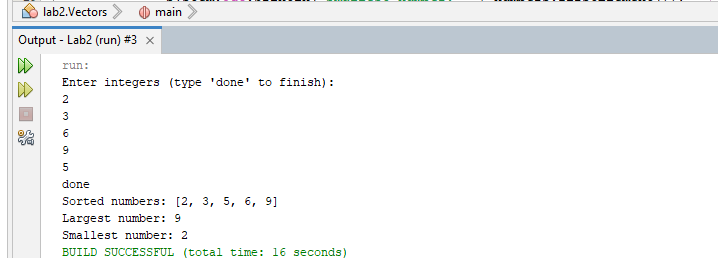 lab2.Vectors main
Output - Lab2 (run) #3 ×
run:
Enter integers (type 'done' to finish):
2
3
6
9
5
done
Sorted numbers: [2, 3, 5, 6, 9]
Largest number: 9
Smallest number: 2
BUILD SUCCESSFUL (total time: 16 seconds)